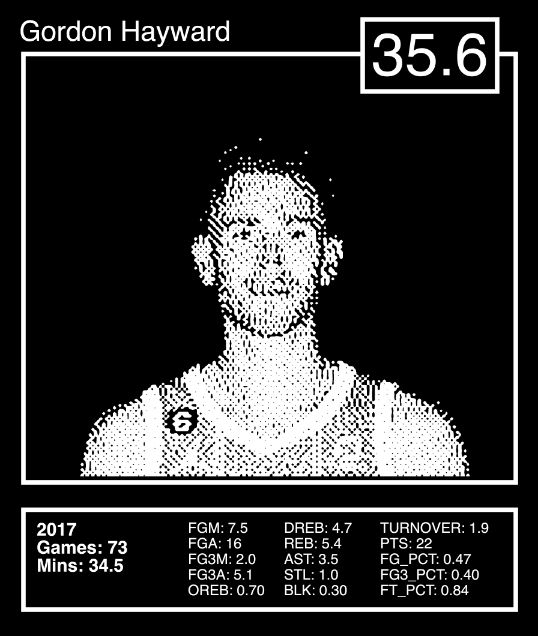 Gordon Hayward
35.6
6
2017
Games: 73
Mins: 34.5
FGM: 7.5
FGA: 16
FG3M: 2.0
FG3A: 5.1
OREB: 0.70
DREB: 4.7
REB: 5.4
AST: 3.5
STL: 1.0
BLK: 0.30
TURNOVER: 1.9
PTS: 22
FG_PCT: 0.47
FG3_PCT: 0.40
FT_PCT: 0.84